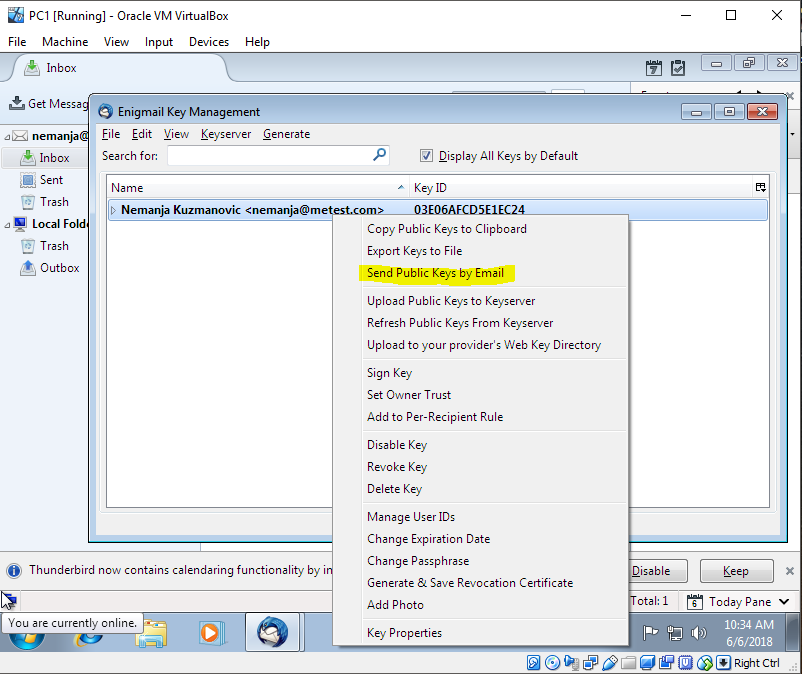 PC1 [Running] - Oracle VM VirtualBox
File Machine View Input Devices Help
Inbox
7
Get Messag
Enigmail Key Management
nemanja@
File Edit View Keyserver Generate
Inbox
Search for: Display All Keys by Default
Sent
Name Key ID
Trash
Nemanja Kuzmanovic <nemanja@metest.com> 03E06AFCD5E1EC24
Local Folde
Copy Public Keys to Clipboard
Trash
Export Keys to File
Outbox
Send Public Keys by Email
Upload Public Keys to Keyserver
Refresh Public Keys From Keyserver
Upload to your provider's Web Key Directory
Sign Key
Set Owner Trust
Add to Per-Recipient Rule
Disable Key
Revoke Key
Delete Key
Manage User IDs
Change Expiration Date
Change Passphrase
Generate & Save Revocation Certificate
Add Photo
Key Properties
Thunderbird now contains calendaring functionality by in
Disable Keep
Total: 1 6 Today Pane
You are currently online.
10:34 AM
6/6/2018
Right Ctrl